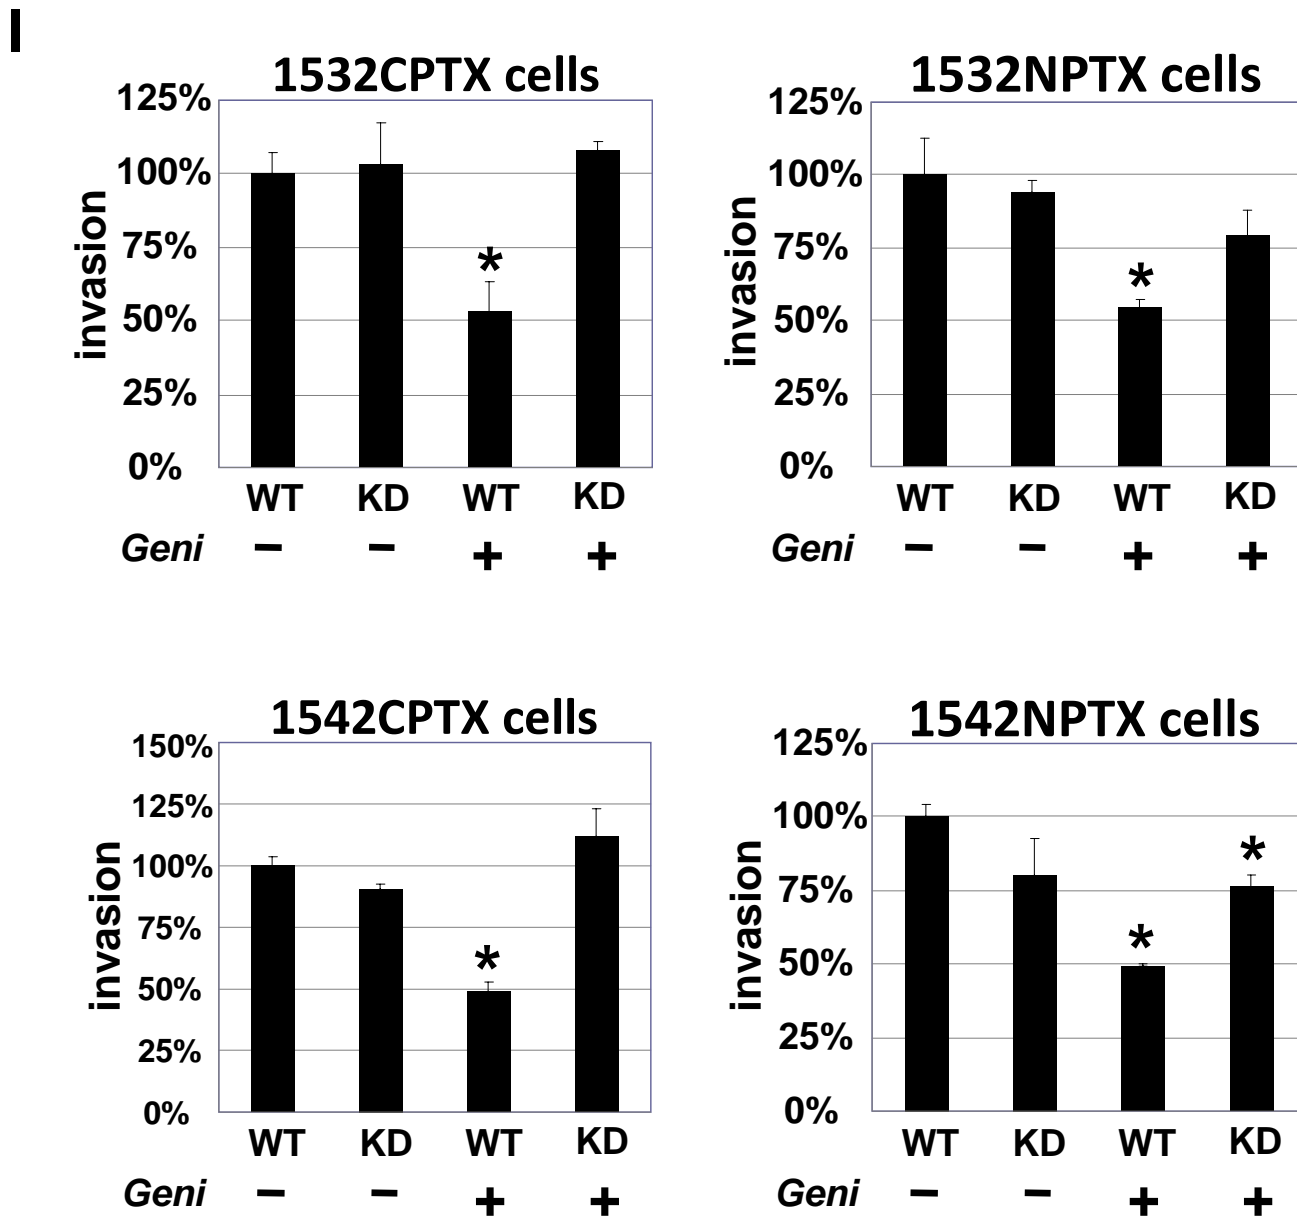 I
1532CPTX cells
125%
100%
75%
50%
25%
0%
invasion
*
WT KD WT KD
Geni – – + +
1532NPTX cells
125%
100%
75%
50%
25%
0%
invasion
*
WT KD WT KD
Geni – – + +
1542CPTX cells
150%
125%
100%
75%
50%
25%
0%
invasion
*
WT KD WT KD
Geni – – + +
1542NPTX cells
125%
100%
75%
50%
25%
0%
invasion
* *
WT KD WT KD
Geni – – + +